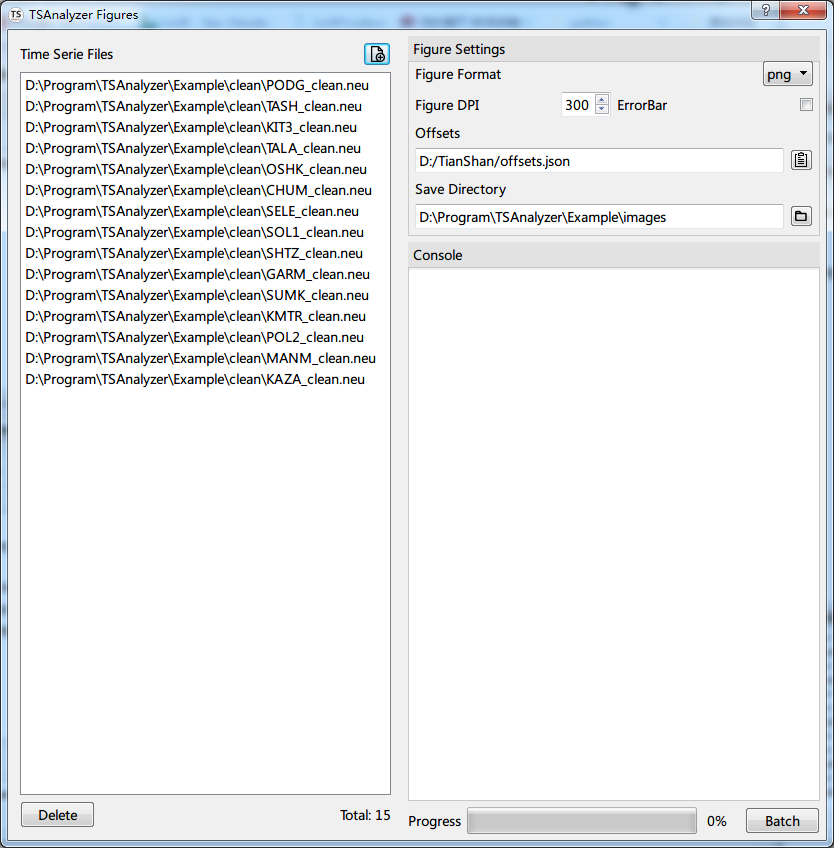 TS TSAnalyzer Figures
Time Serie Files
D:\Program\TSAnalyzer\Example\clean\PODG_clean.neu
D:\Program\TSAnalyzer\Example\clean\TASH_clean.neu
D:\Program\TSAnalyzer\Example\clean\KIT3_clean.neu
D:\Program\TSAnalyzer\Example\clean\TALA_clean.neu
D:\Program\TSAnalyzer\Example\clean\OSHK_clean.neu
D:\Program\TSAnalyzer\Example\clean\CHUM_clean.neu
D:\Program\TSAnalyzer\Example\clean\SELE_clean.neu
D:\Program\TSAnalyzer\Example\clean\SOL1_clean.neu
D:\Program\TSAnalyzer\Example\clean\SHTZ_clean.neu
D:\Program\TSAnalyzer\Example\clean\GARM_clean.neu
D:\Program\TSAnalyzer\Example\clean\SUMK_clean.neu
D:\Program\TSAnalyzer\Example\clean\KMTR_clean.neu
D:\Program\TSAnalyzer\Example\clean\POL2_clean.neu
D:\Program\TSAnalyzer\Example\clean\MANM_clean.neu
D:\Program\TSAnalyzer\Example\clean\KAZA_clean.neu
Delete
Total: 15
Figure Settings
Figure Format png
Figure DPI 300 ErrorBar
Offsets
D:/TianShan/offsets.json
Save Directory
D:\Program\TSAnalyzer\Example\images
Console
Progress 0% Batch